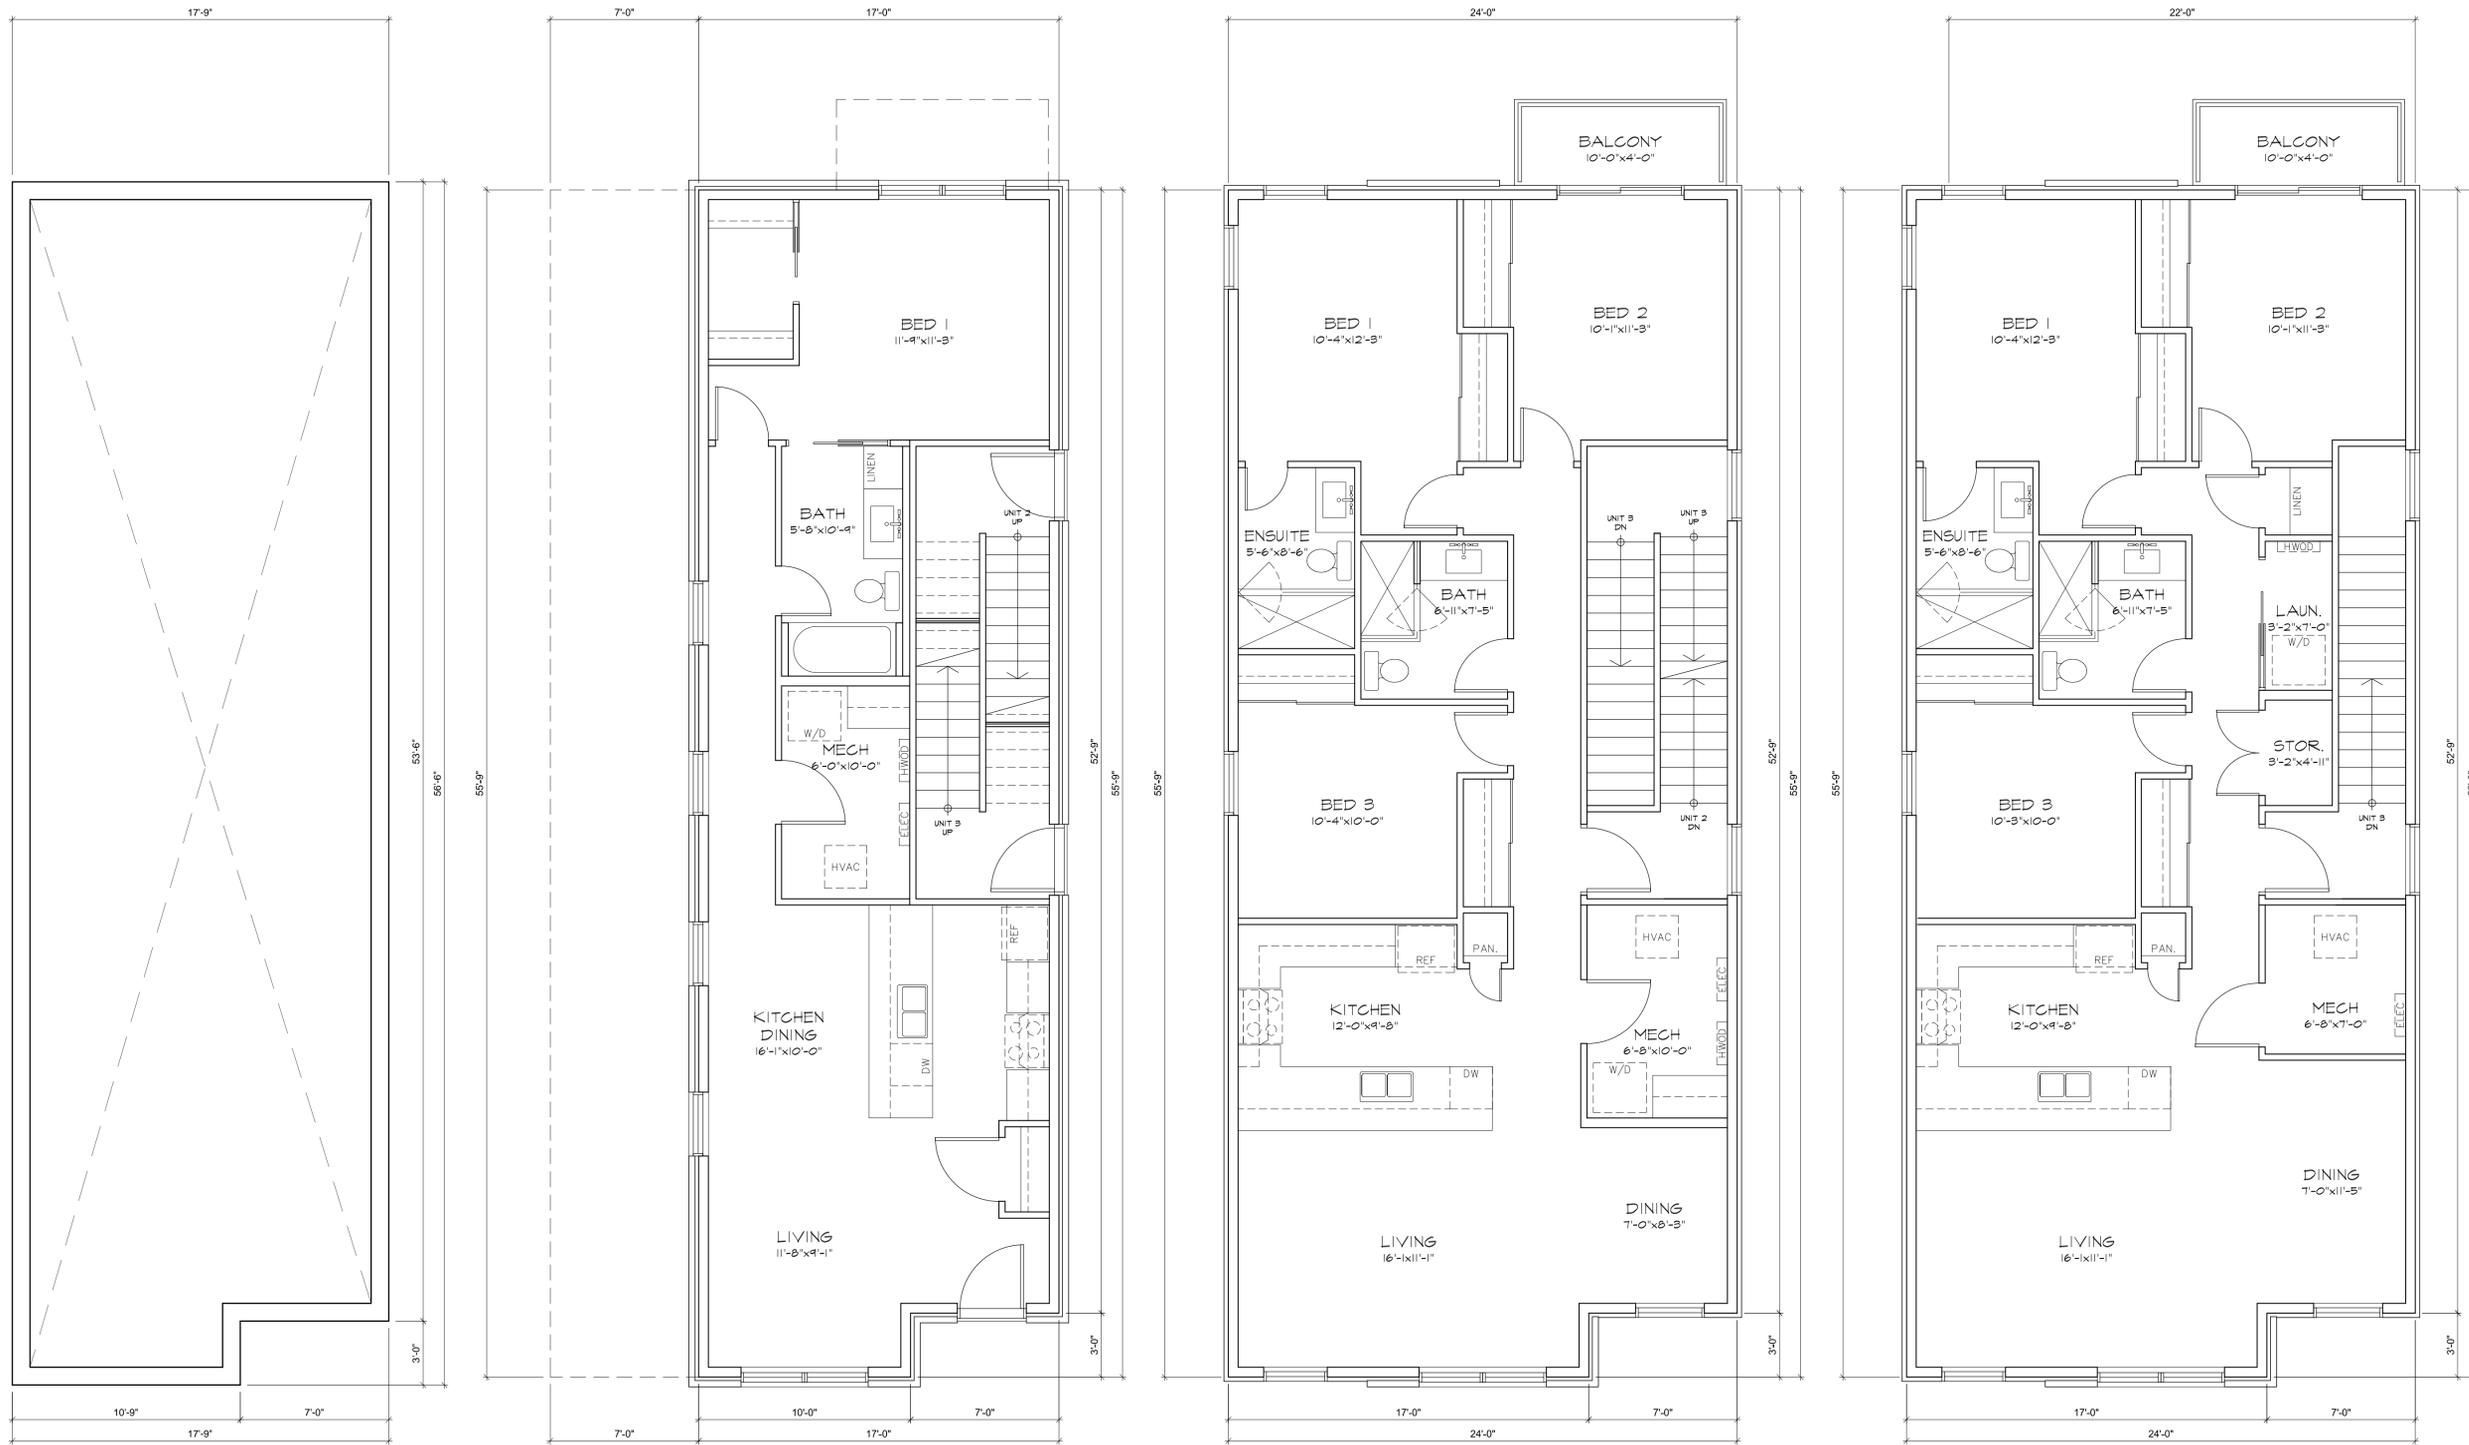 17'-9"
53'-6"
56'-6"
3'-0"
10'-9"
7'-0"
17'-9"
7'-0"
17'-0"
55'-9"
BED 1
11'-9"x11'-3"
LINEN
BATH
5'-8"x10'-9"
UNIT 2
UP
W/D
MECH
6'-0"x10'-0"
HWOD
ELEC
HVAC
UNIT 3
UP
REF
KITCHEN
DINING
16'-1"x10'-0"
DW
LIVING
11'-8"x9'-1"
52'-9"
55'-9"
3'-0"
10'-0"
7'-0"
7'-0"
17'-0"
24'-0"
55'-9"
BALCONY
10'-0"x4'-0"
BED 1
10'-4"x12'-3"
BED 2
10'-1"x11'-3"
ENSUITE
5'-6"x8'-6"
BATH
6'-11"x7'-5"
UNIT 3
DN
UNIT 3
UP
BED 3
10'-4"x10'-0"
UNIT 2
DN
REF
PAN.
HVAC
ELEC
KITCHEN
12'-0"x9'-8"
MECH
6'-8"x10'-0"
HWOD
W/D
DW
DINING
7'-0"x8'-3"
LIVING
16'-1x11'-1"
52'-9"
55'-9"
3'-0"
17'-0"
7'-0"
24'-0"
22'-0"
55'-9"
BALCONY
10'-0"x4'-0"
BED 1
10'-4"x12'-3"
BED 2
10'-1"x11'-3"
LINEN
ENSUITE
5'-6"x8'-6"
HWOD
BATH
6'-11"x7'-5"
LAUN.
3'-2"x7'-0"
W/D
STOR.
3'-2"x4'-11"
BED 3
10'-3"x10-0"
UNIT 3
DN
REF
PAN.
HVAC
KITCHEN
12'-0"x9'-8"
MECH
6'-8"x7'-0"
ELEC
DW
DINING
7'-0"x11'-5"
LIVING
16'-1x11'-1"
52'-9"
3'-0"
17'-0"
7'-0"
24'-0"